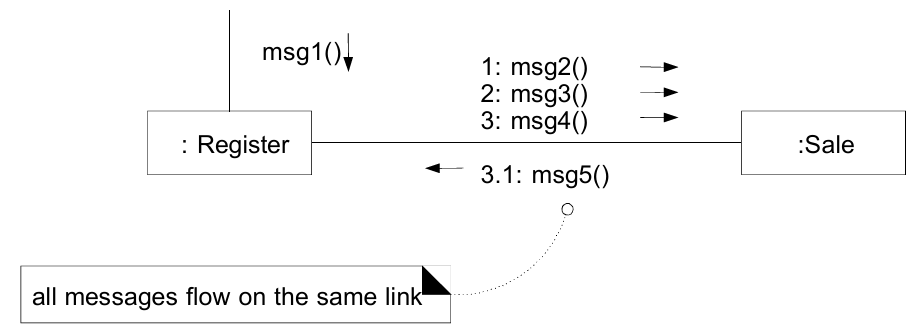 msg1()
1: msg2()
2: msg3()
3: msg4()
: Register
:Sale
3.1: msg5()
all messages flow on the same link